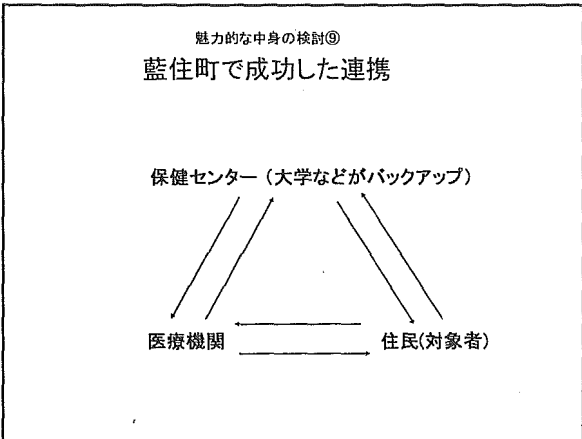 魅力的な中身の検討⑨
藍住町で成功した連携
保健センター（大学などがバックアップ）
医療機関
住民(対象者)